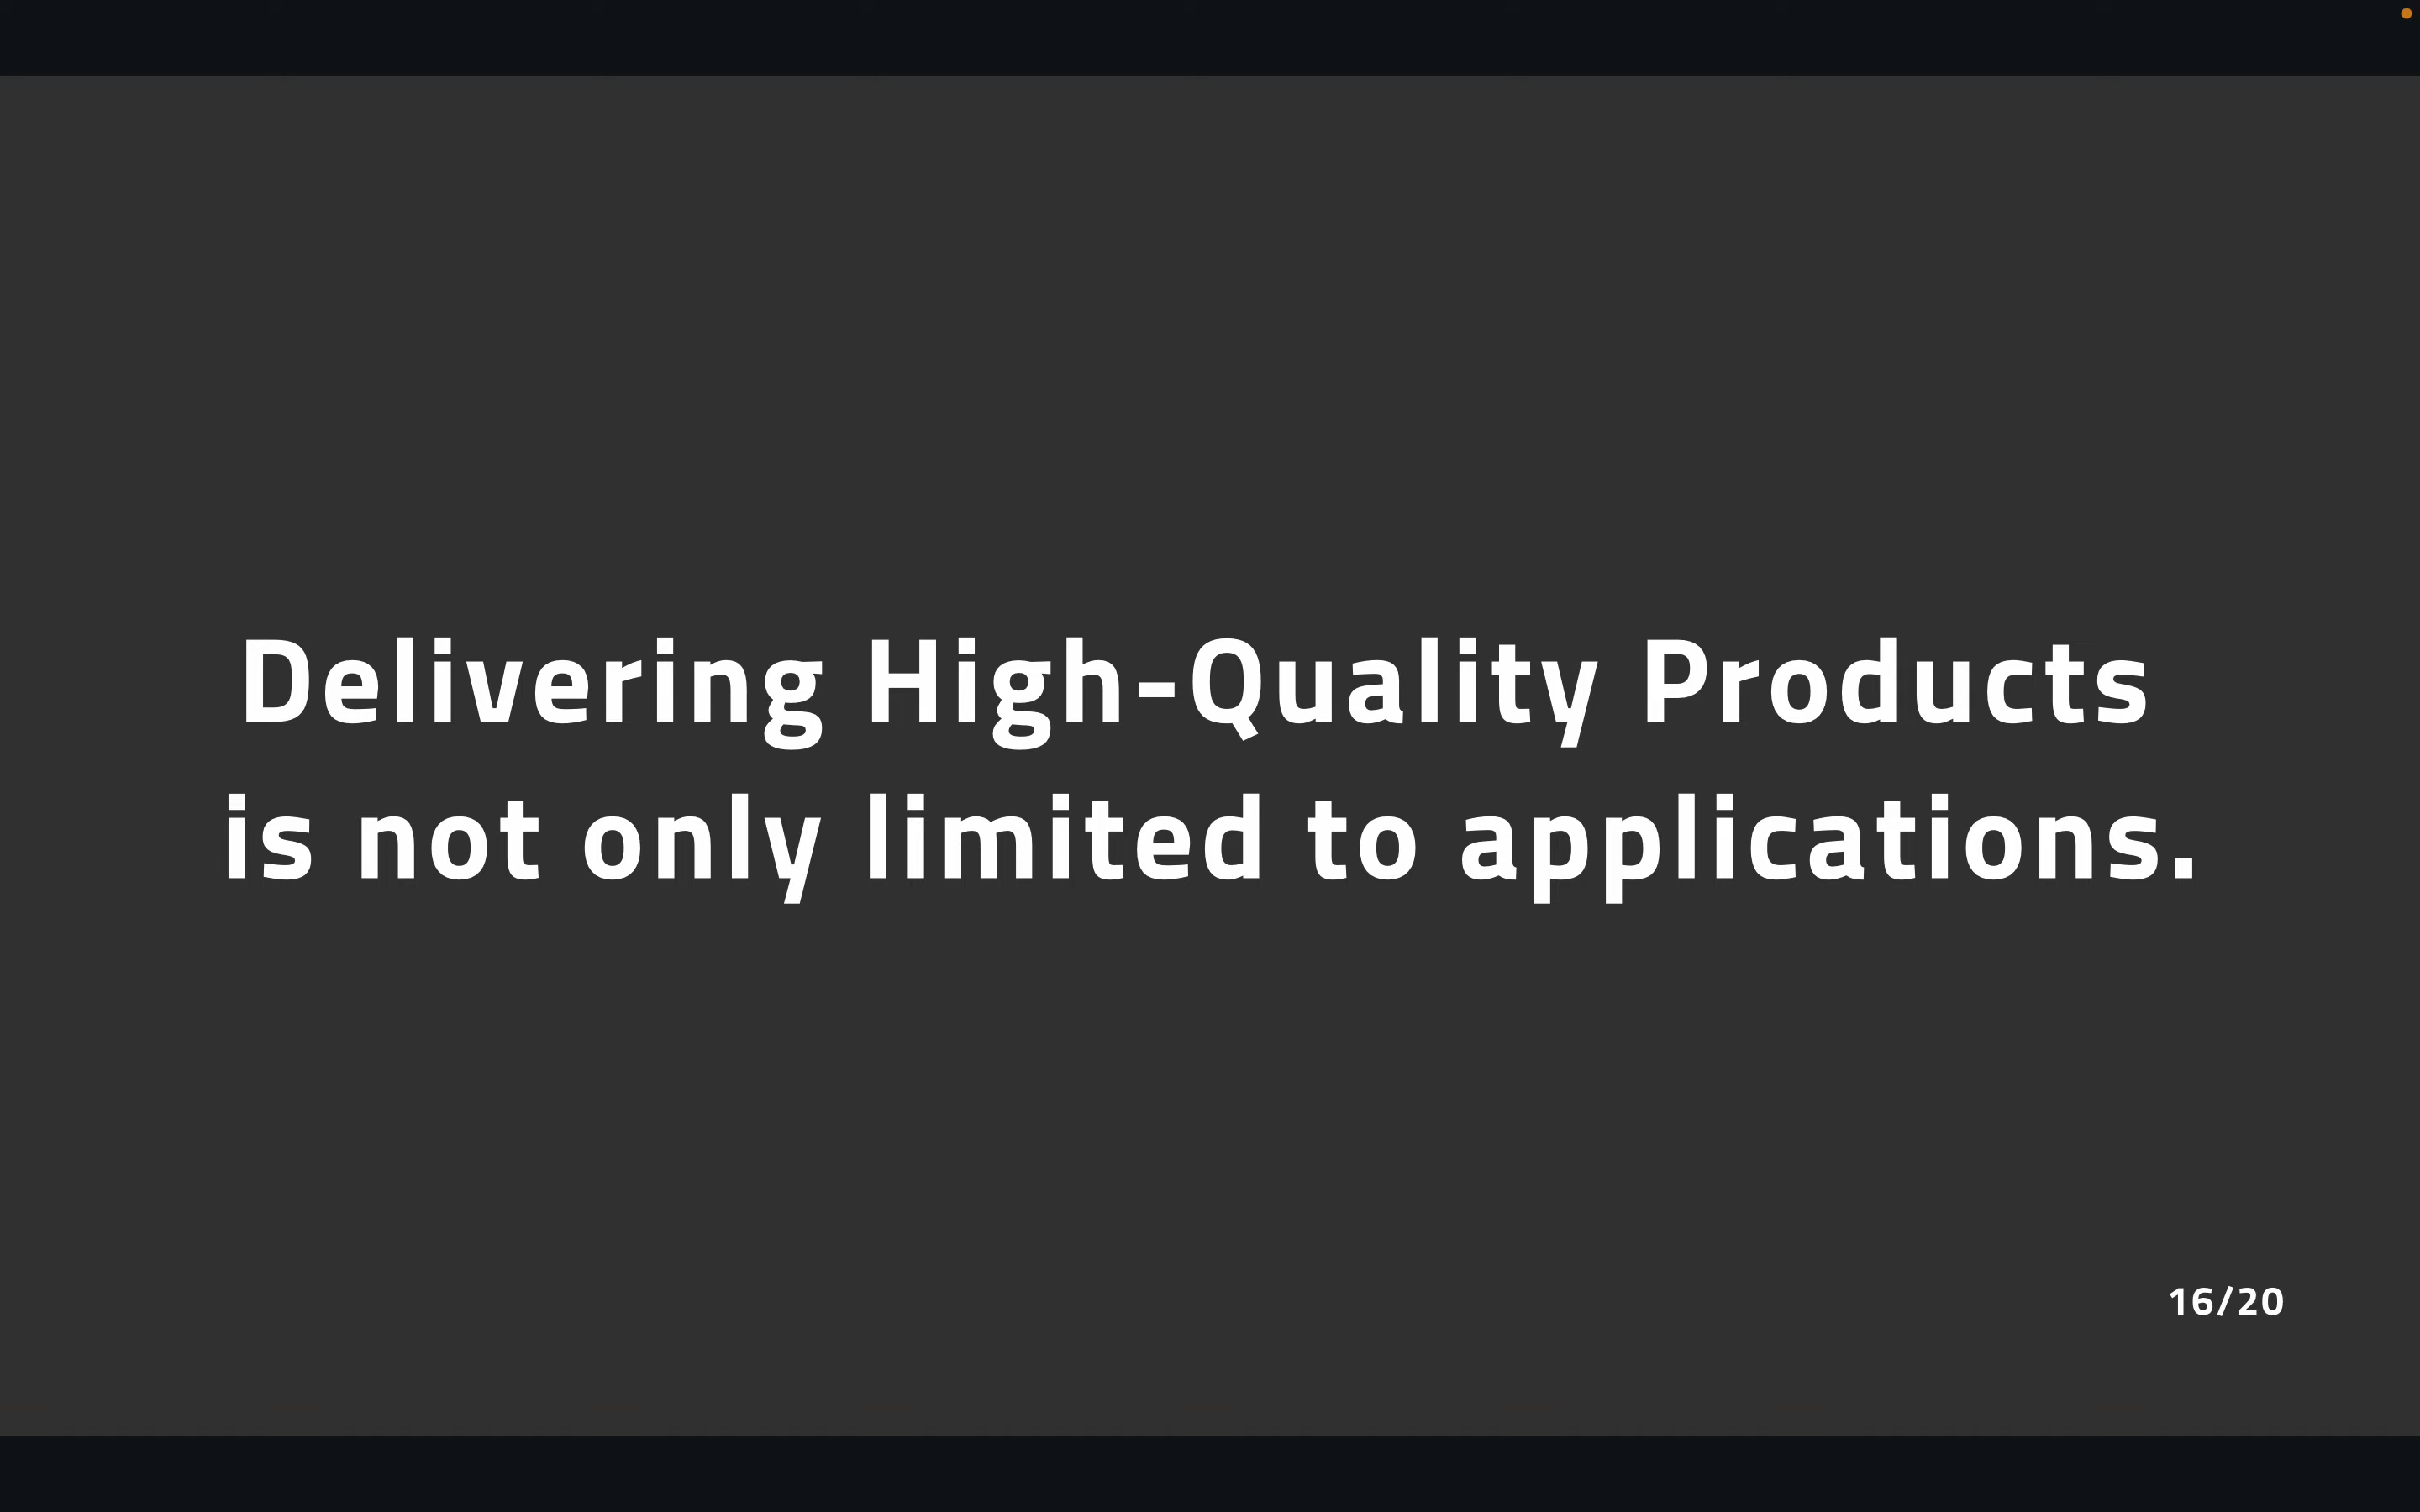 Delivering High-Quality Products
is not only limited to applications.
16/20